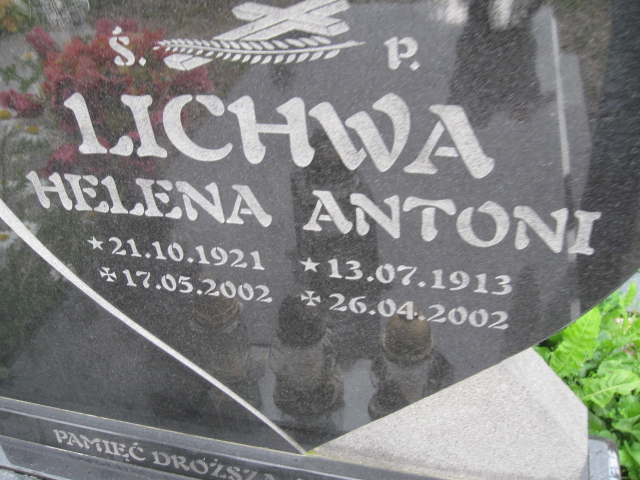 Ś. P.
LICHWA
HELENA ANTONI
★21.10.1921 ★13.07.1913
✠17.05.2002 ✠26.04.2002
PAMIĘĆ DROŻSZA